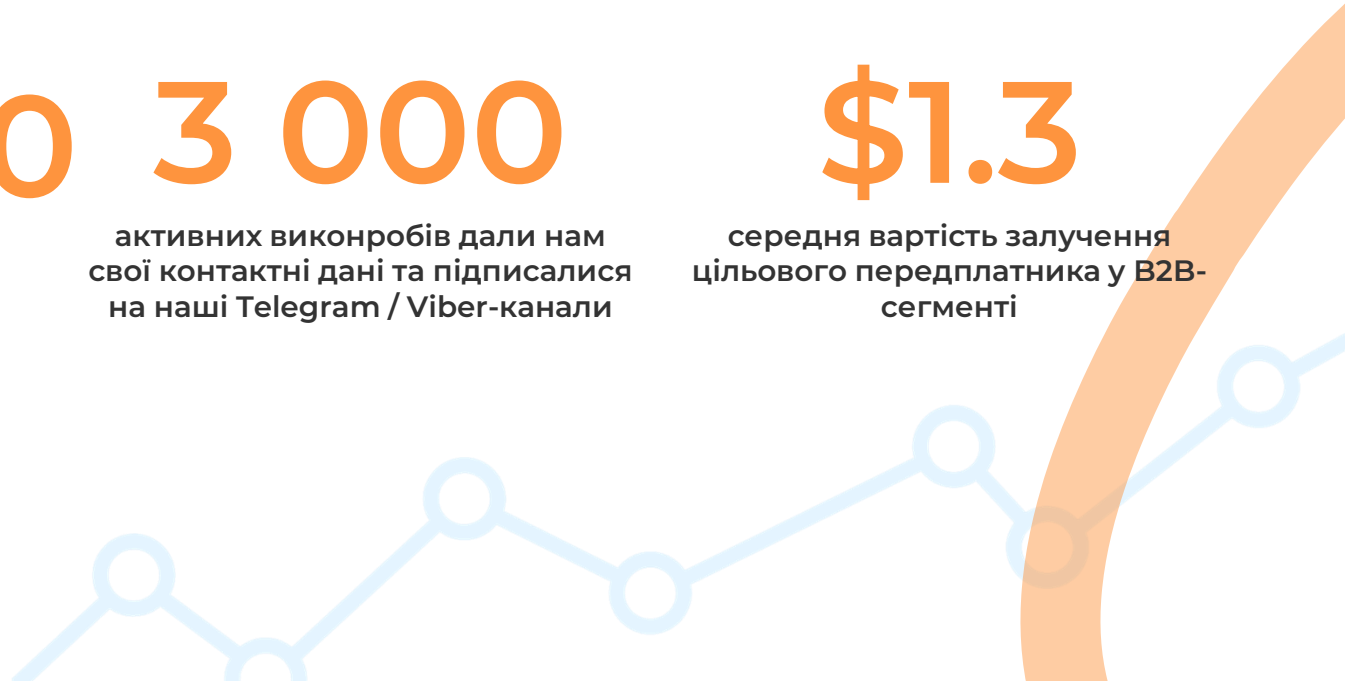 0 3 000
активних виконробів дали нам
свої контактні дані та підписалися
на наші Telegram / Viber-канали
$1.3
середня вартість залучення
цільового передплатника у B2B-
сегменті